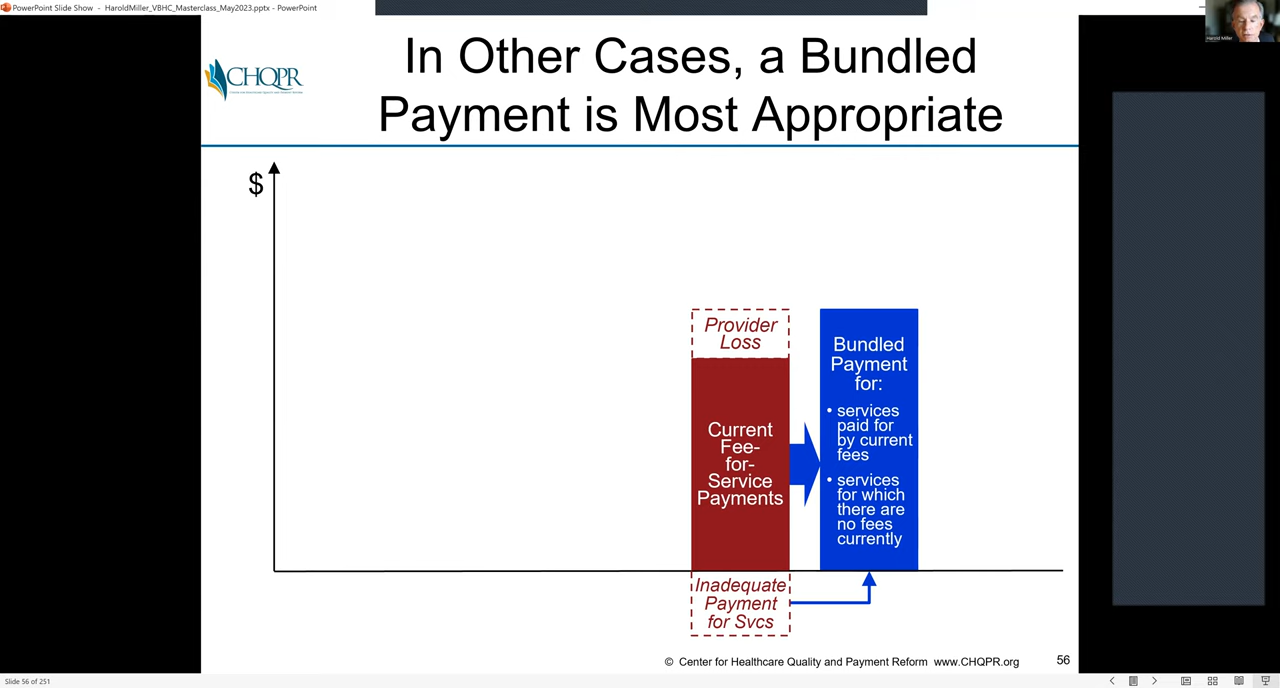 PowerPoint Slide Show - HaroldMiller_VBHC_Masterclass_May2023.pptx - PowerPoint
Harold Miller
CHQPR
In Other Cases, a Bundled
Payment is Most Appropriate
$
Provider
Loss
Current
Fee-
for-
Service
Payments
Bundled
Payment
for:
• services
paid for
by current
fees
• services
for which
there are
no fees
currently
Inadequate
Payment
for Svcs
© Center for Healthcare Quality and Payment Reform www.CHQPR.org
56
Slide 56 of 251